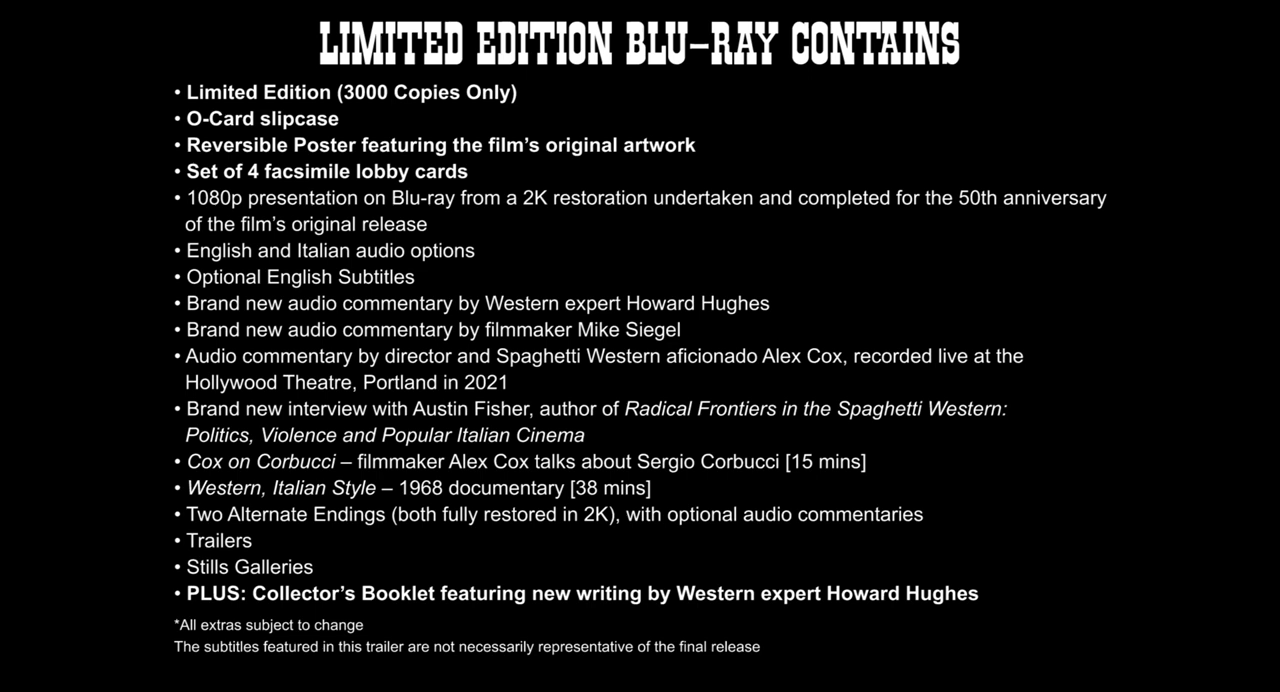 LIMITED EDITION BLU-RAY CONTAINS
• Limited Edition (3000 Copies Only)
• O-Card slipcase
• Reversible Poster featuring the film’s original artwork
• Set of 4 facsimile lobby cards
• 1080p presentation on Blu-ray from a 2K restoration undertaken and completed for the 50th anniversary
of the film’s original release
• English and Italian audio options
• Optional English Subtitles
• Brand new audio commentary by Western expert Howard Hughes
• Brand new audio commentary by filmmaker Mike Siegel
• Audio commentary by director and Spaghetti Western aficionado Alex Cox, recorded live at the
Hollywood Theatre, Portland in 2021
• Brand new interview with Austin Fisher, author of Radical Frontiers in the Spaghetti Western:
Politics, Violence and Popular Italian Cinema
• Cox on Corbucci – filmmaker Alex Cox talks about Sergio Corbucci [15 mins]
• Western, Italian Style – 1968 documentary [38 mins]
• Two Alternate Endings (both fully restored in 2K), with optional audio commentaries
• Trailers
• Stills Galleries
• PLUS: Collector’s Booklet featuring new writing by Western expert Howard Hughes
*All extras subject to change
The subtitles featured in this trailer are not necessarily representative of the final release